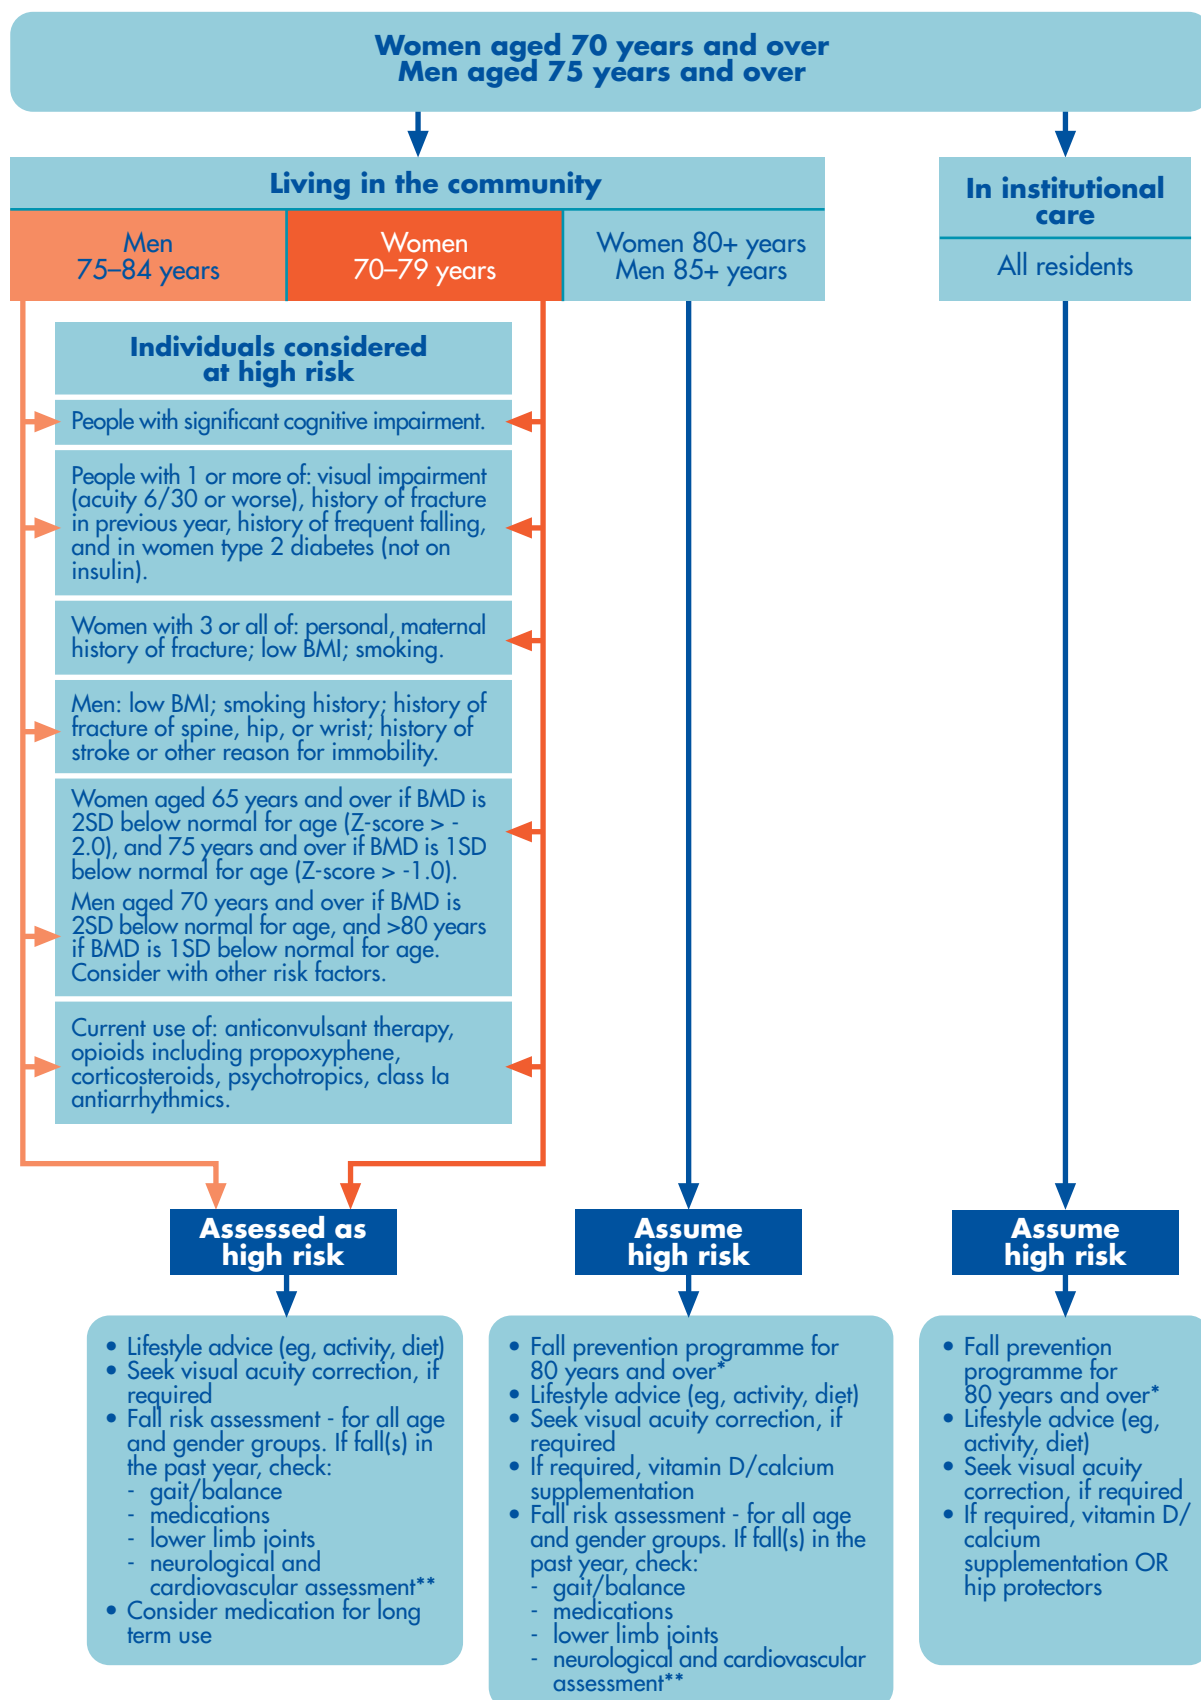 Women aged 70 years and over
Men aged 75 years and over
Living in the community
Men
75–84 years
Women
70–79 years
Women 80+ years
Men 85+ years
In institutional
care
All residents
Individuals considered
at high risk
People with significant cognitive impairment.
People with 1 or more of: visual impairment
(acuity 6/30 or worse), history of fracture
in previous year, history of frequent falling,
and in women type 2 diabetes (not on
insulin).
Women with 3 or all of: personal, maternal
history of fracture; low BMI; smoking.
Men: low BMI; smoking history; history of
fracture of spine, hip, or wrist; history of
stroke or other reason for immobility.
Women aged 65 years and over if BMD is
2SD below normal for age (Z-score > -
2.0), and 75 years and over if BMD is 1SD
below normal for age (Z-score > -1.0).
Men aged 70 years and over if BMD is
2SD below normal for age, and >80 years
if BMD is 1SD below normal for age.
Consider with other risk factors.
Current use of: anticonvulsant therapy,
opioids including propoxyphene,
corticosteroids, psychotropics, class Ia
antiarrhythmics.
Assessed as
high risk
• Lifestyle advice (eg, activity, diet)
• Seek visual acuity correction, if
required
• Fall risk assessment - for all age
and gender groups. If fall(s) in
the past year, check:
- gait/balance
- medications
- lower limb joints
- neurological and
cardiovascular assessment**
• Consider medication for long
term use
Assume
high risk
• Fall prevention programme for
80 years and over*
• Lifestyle advice (eg, activity, diet)
• Seek visual acuity correction, if
required
• If required, vitamin D/calcium
supplementation
• Fall risk assessment - for all age
and gender groups. If fall(s) in the
past year, check:
- gait/balance
- medications
- lower limb joints
- neurological and cardiovascular
assessment**
Assume
high risk
• Fall prevention
programme for
80 years and over*
• Lifestyle advice (eg,
activity, diet)
• Seek visual acuity
correction, if required
• If required, vitamin D/
calcium
supplementation OR
hip protectors